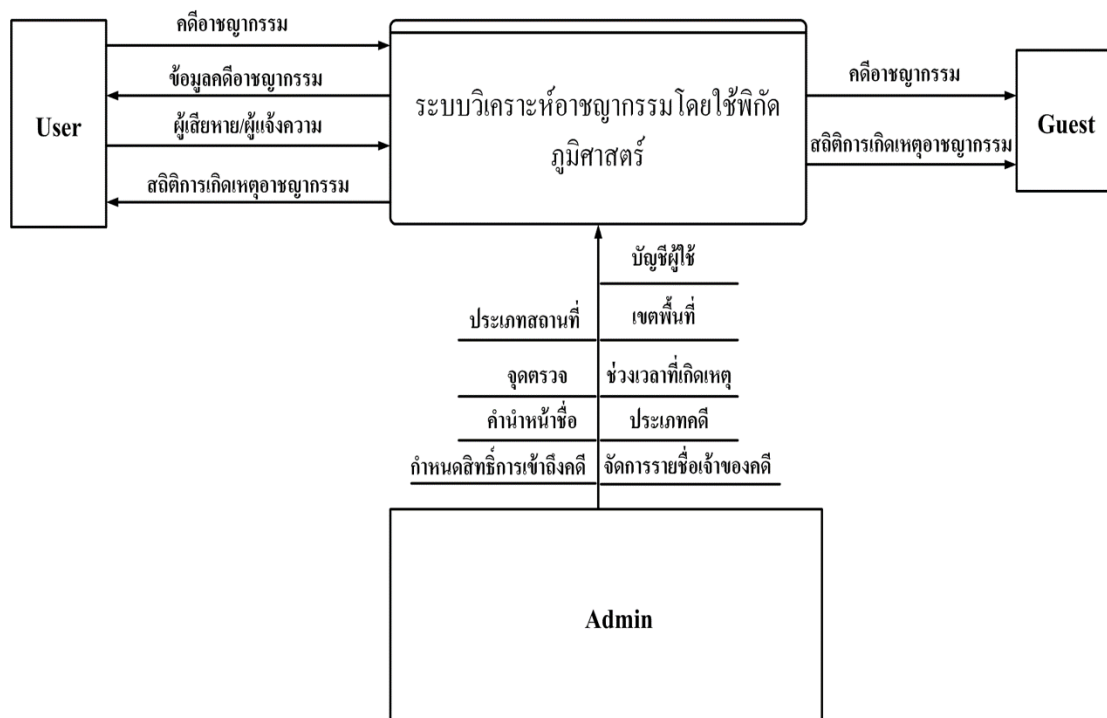 คดีอาชญากรรม
ข้อมูลคดีอาชญากรรม
User
ผู้เสียหาย/ผู้แจ้งความ
สถิติการเกิดเหตุอาชญากรรม
ระบบวิเคราะห์อาชญากรรมโดยใช้พิกัด
ภูมิศาสตร์
คดีอาชญากรรม
Guest
สถิติการเกิดเหตุอาชญากรรม
บัญชีผู้ใช้
ประเภทสถานที่
เขตพื้นที่
จุดตรวจ
ช่วงเวลาที่เกิดเหตุ
คำนำหน้าชื่อ
ประเภทคดี
กำหนดสิทธิ์การเข้าถึงคดี
จัดการรายชื่อเจ้าของคดี
Admin